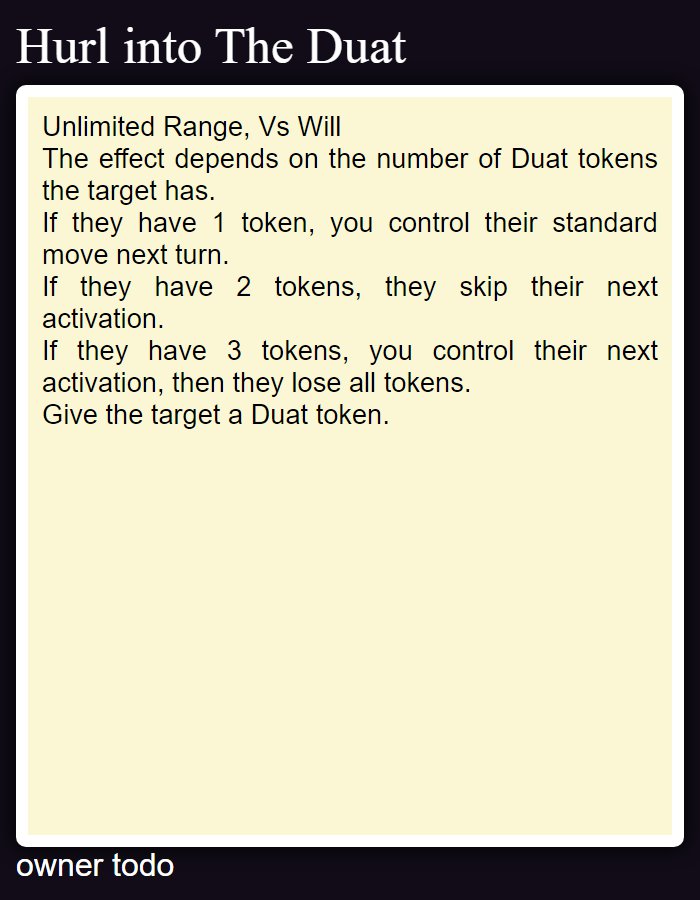 Hurl into The Duat
Unlimited Range, Vs Will
The effect depends on the number of Duat tokens
the target has.
If they have 1 token, you control their standard
move next turn.
If they have 2 tokens, they skip their next
activation.
If they have 3 tokens, you control their next
activation, then they lose all tokens.
Give the target a Duat token.
owner todo